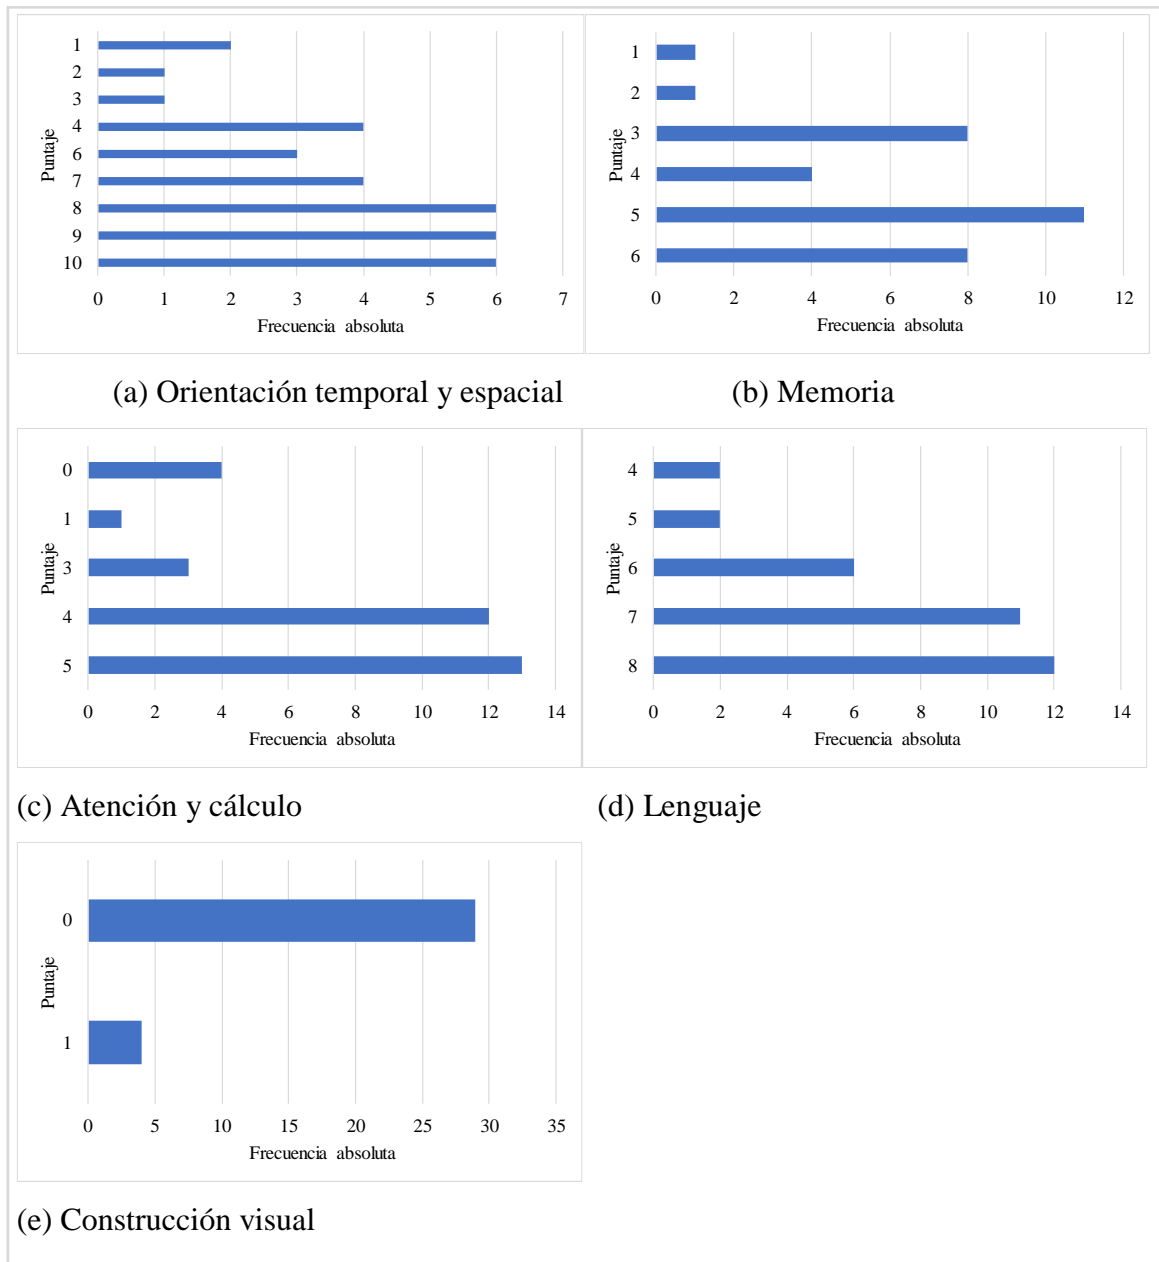 1
2
3
4
6
7
8
9
10
Puntaje
0 1 2 3 4 5 6 7
Frecuencia absoluta
1
2
3
4
5
6
Puntaje
0 2 4 6 8 10 12
Frecuencia absoluta
(a) Orientación temporal y espacial
(b) Memoria
0
1
3
4
5
Puntaje
0 2 4 6 8 10 12 14
Frecuencia absoluta
4
5
6
7
8
Puntaje
0 2 4 6 8 10 12 14
Frecuencia absoluta
(c) Atención y cálculo
(d) Lenguaje
0
1
Puntaje
0 5 10 15 20 25 30 35
Frecuencia absoluta
(e) Construcción visual